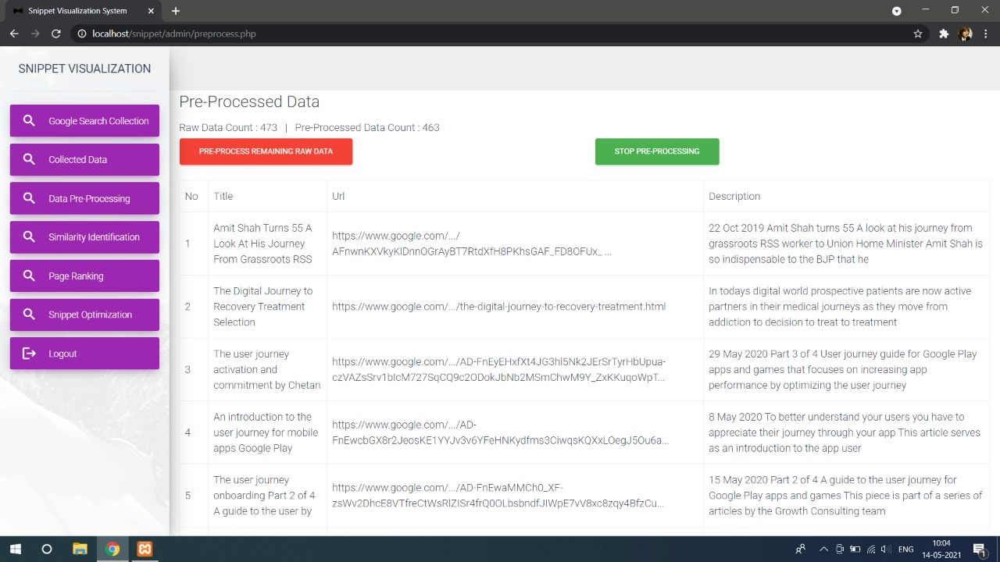 Snippet Visualization System
localhost/snippet/admin/preprocess.php
SNIPPET VISUALIZATION
Google Search Collection
Collected Data
Data Pre-Processing
Similarity Identification
Page Ranking
Snippet Optimization
Logout
Pre-Processed Data
Raw Data Count : 473 | Pre-Processed Data Count : 463
PRE-PROCESS REMAINING RAW DATA
STOP PRE-PROCESSING
No Title Url Description
1
Amit Shah Turns 55 A
Look At His Journey
From Grassroots RSS
https://www.google.com/.../
AFnwnKXVkyKlDnnOGrAyBT7RtdXfH8PKhsGAF_FD8OFUx_ ...
22 Oct 2019 Amit Shah turns 55 A look at his journey from
grassroots RSS worker to Union Home Minister Amit Shah is
so indispensable to the BJP that he
2
The Digital Journey to
Recovery Treatment
Selection
https://www.google.com/.../the-digital-journey-to-recovery-treatment.html
In todays digital world prospective patients are now active
partners in their medical journeys as they move from
addiction to decision to treat to treatment
3
The user journey
activation and
commitment by Chetan
https://www.google.com/.../AD-FnEyEHxfXt4JG3hl5Nk2JErSrTyrHbUpua-
czVAZsSrv1bIcM727SqCQ9c2ODokJbNb2MSmChwM9Y_ZxKKuqoWpT...
29 May 2020 Part 3 of 4 User journey guide for Google Play
apps and games that focuses on increasing app
performance by optimizing the user journey
4
An introduction to the
user journey for mobile
apps Google Play
https://www.google.com/.../AD-
FnEwcbGX8r2JeosKE1YYJv3v6YFeHNKydfms3CiwqsKQXxLOegJ5Ou6a...
8 May 2020 To better understand your users you have to
appreciate their journey through your app This article serves
as an introduction to the app user
5
The user journey
onboarding Part 2 of 4
A guide to the user by
https://www.google.com/.../AD-FnEwaMMCh0_XF-
zsWv2DhcE8VTfreCtWsRlZISr4frQ0OLbsbndfJIWpE7vV8xc8zqy4BfzCu...
15 May 2020 Part 2 of 4 A guide to the user journey for
Google Play apps and games This piece is part of a series of
articles by the Growth Consulting team
ENG
10:04
14-05-2021
1